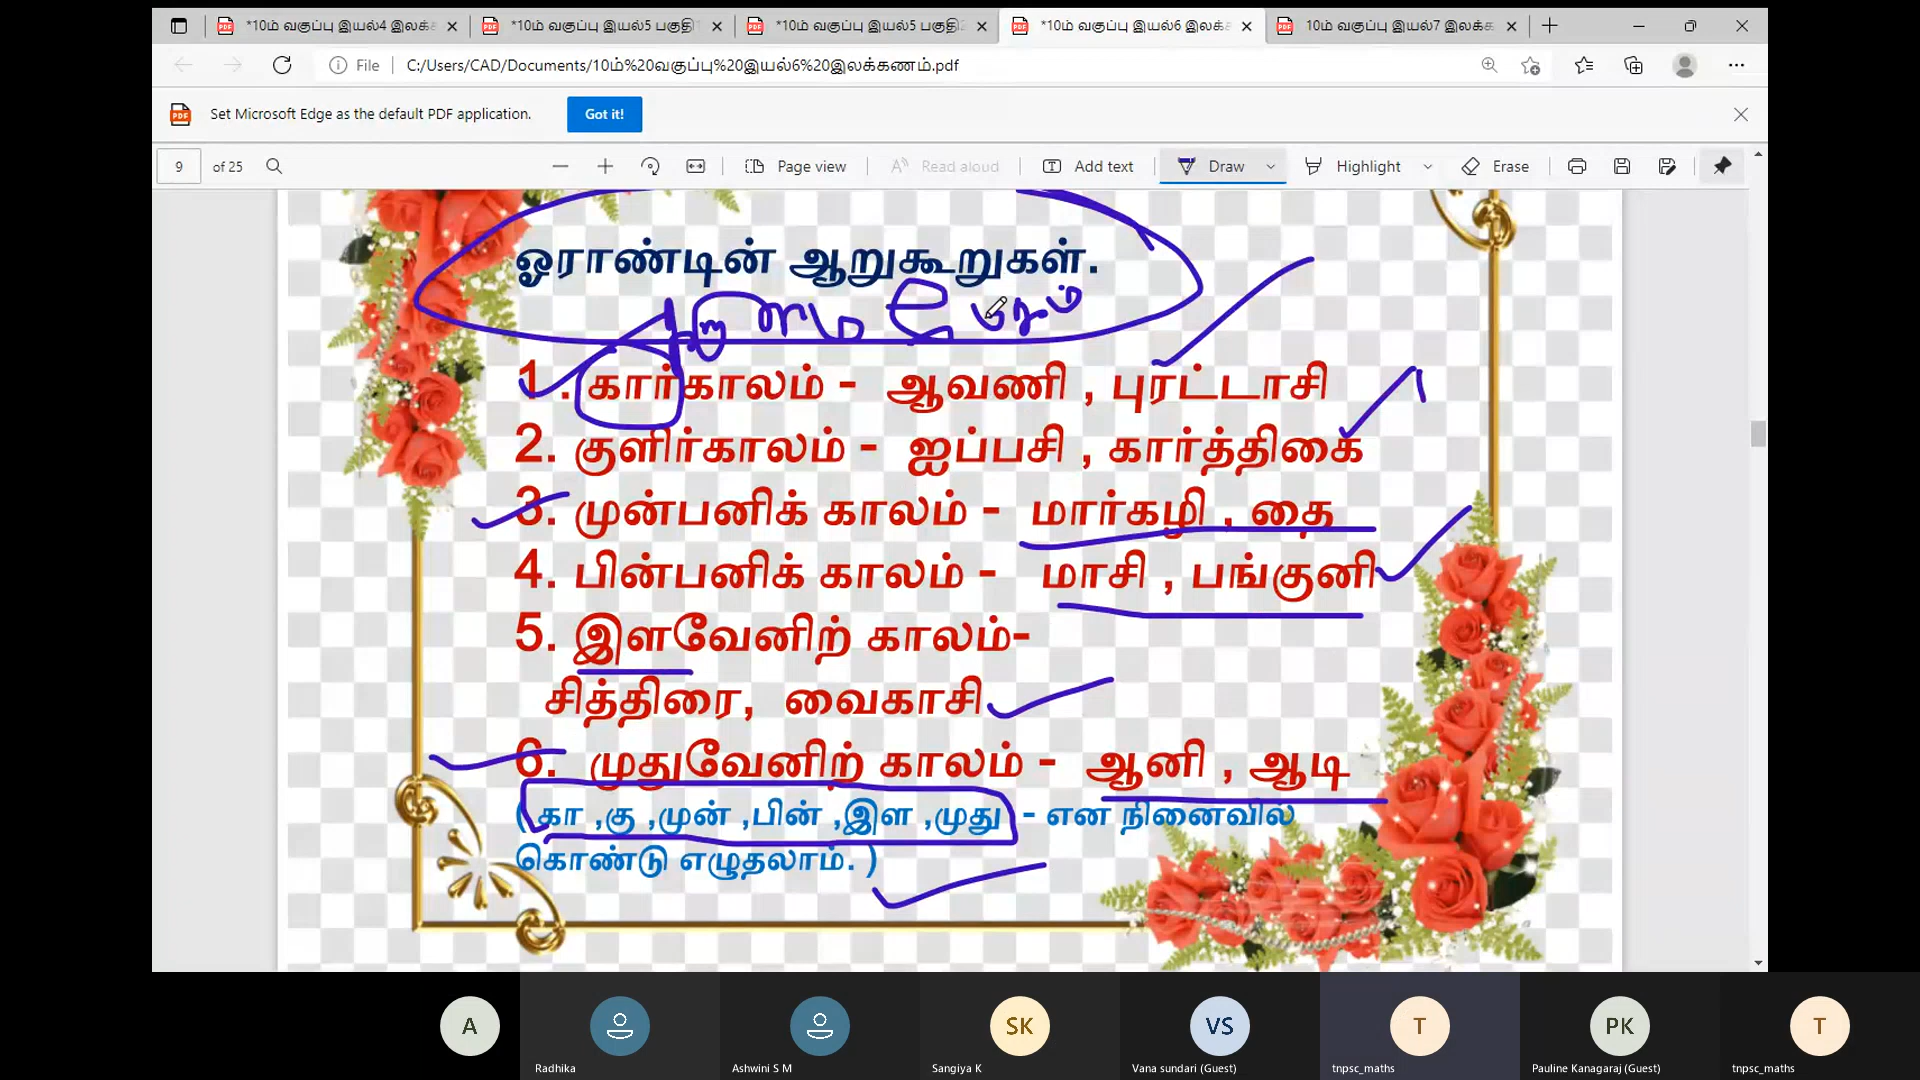 *10ம் வகுப்பு இயல்4 இலக்க
*10ம் வகுப்பு இயல்5 பகுதி
*10ம் வகுப்பு இயல்5 பகுதி
*10ம் வகுப்பு இயல்6 இலக்க
10ம் வகுப்பு இயல்7 இலக்க
File
C:/Users/CAD/Documents/10ம்%20வகுப்பு%20இயல்6%20இலக்கணம்.pdf
Set Microsoft Edge as the default PDF application. Got it!
9 of 25 Page view Read aloud Add text Draw Highlight Erase
ஓராண்டின் ஆறுகூறுகள்.
1 . கார்காலம் - ஆவணி , புரட்டாசி
2. குளிர்காலம் - ஐப்பசி , கார்த்திகை
3. முன்பனிக் காலம் - மார்கழி , தை
4. பின்பனிக் காலம் - மாசி , பங்குனி
5. இளவேனிற் காலம்-
சித்திரை, வைகாசி
6. முதுவேனிற் காலம் - ஆனி , ஆடி
( கா ,கு ,முன் ,பின் ,இள ,முது - என நினைவில்
கொண்டு எழுதலாம். )
A SK VS T PK T
Radhika Ashwini S M Sangiya K Vana sundari (Guest) tnpsc_maths Pauline Kanagaraj (Guest) tnpsc_maths